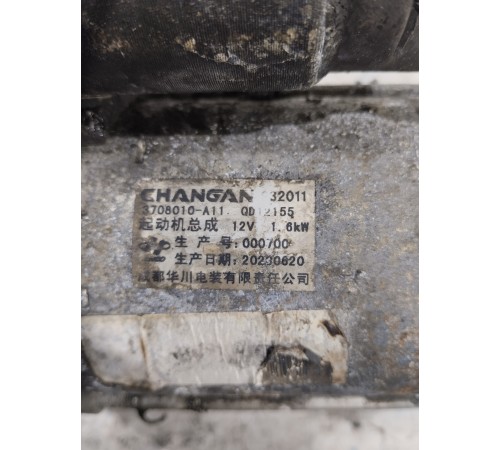 CHANGAN 32011
3708010-A11. QD12155
起动机总成 12V 1.6kW
生产号:000700
生产日期:20230620
成都华川电装有限责任公司